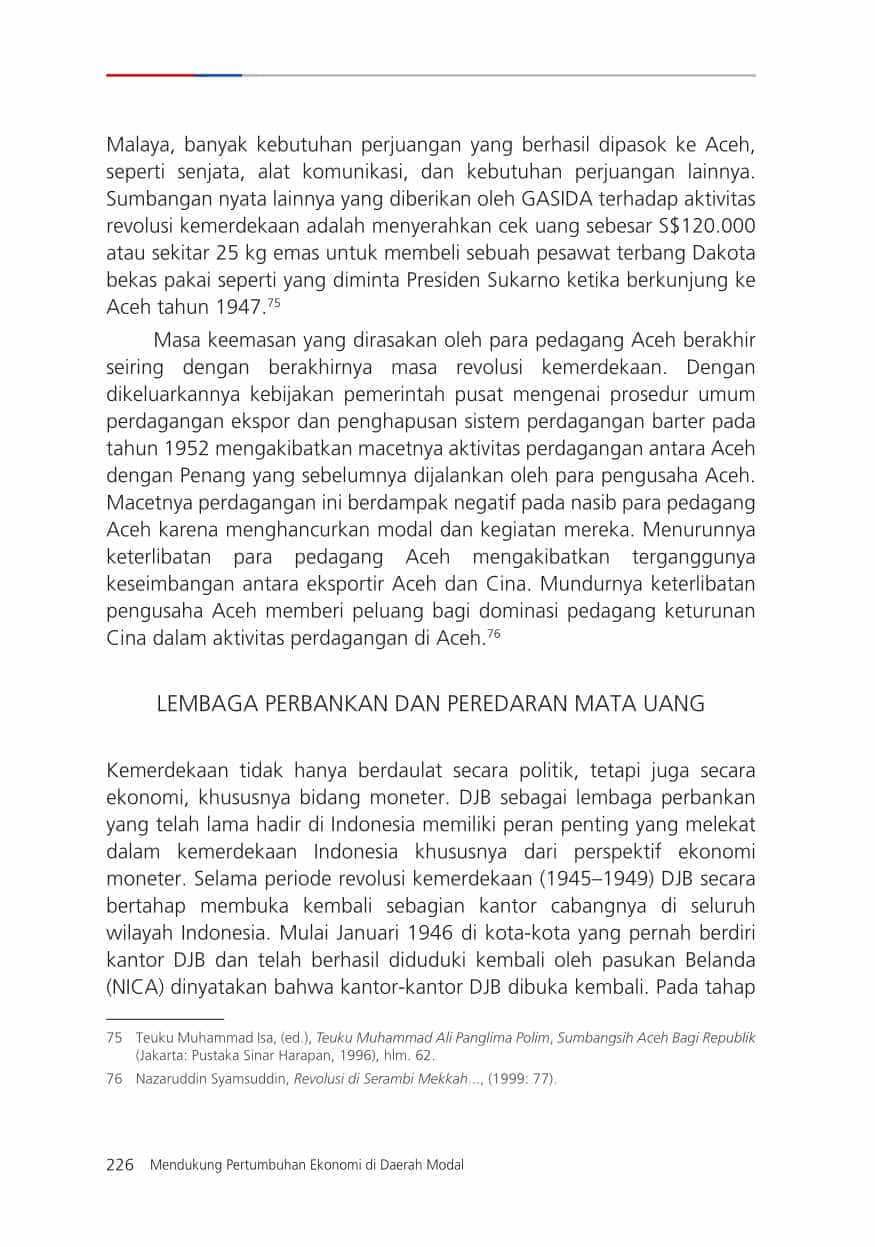 Malaya, banyak kebutuhan perjuangan yang berhasil dipasok ke Aceh,
seperti senjata, alat komunikasi, dan kebutuhan perjuangan lainnya.
Sumbangan nyata lainnya yang diberikan oleh GASIDA terhadap aktivitas
revolusi kemerdekaan adalah menyerahkan cek uang sebesar S$120.000
atau sekitar 25 kg emas untuk membeli sebuah pesawat terbang Dakota
bekas pakai seperti yang diminta Presiden Sukarno ketika berkunjung ke
Aceh tahun 1947.75
Masa keemasan yang dirasakan oleh para pedagang Aceh berakhir
seiring dengan berakhirnya masa revolusi kemerdekaan. Dengan
dikeluarkannya kebijakan pemerintah pusat mengenai prosedur umum
perdagangan ekspor dan penghapusan sistem perdagangan barter pada
tahun 1952 mengakibatkan macetnya aktivitas perdagangan antara Aceh
dengan Penang yang sebelumnya dijalankan oleh para pengusaha Aceh.
Macetnya perdagangan ini berdampak negatif pada nasib para pedagang
Aceh karena menghancurkan modal dan kegiatan mereka. Menurunnya
keterlibatan para pedagang Aceh mengakibatkan terganggunya
keseimbangan antara eksportir Aceh dan Cina. Mundurnya keterlibatan
pengusaha Aceh memberi peluang bagi dominasi pedagang keturunan
Cina dalam aktivitas perdagangan di Aceh.76
LEMBAGA PERBANKAN DAN PEREDARAN MATA UANG
Kemerdekaan tidak hanya berdaulat secara politik, tetapi juga secara
ekonomi, khususnya bidang moneter. DJB sebagai lembaga perbankan
yang telah lama hadir di Indonesia memiliki peran penting yang melekat
dalam kemerdekaan Indonesia khususnya dari perspektif ekonomi
moneter. Selama periode revolusi kemerdekaan (1945–1949) DJB secara
bertahap membuka kembali sebagian kantor cabangnya di seluruh
wilayah Indonesia. Mulai Januari 1946 di kota-kota yang pernah berdiri
kantor DJB dan telah berhasil diduduki kembali oleh pasukan Belanda
(NICA) dinyatakan bahwa kantor-kantor DJB dibuka kembali. Pada tahap
75 Teuku Muhammad Isa, (ed.), Teuku Muhammad Ali Panglima Polim, Sumbangsih Aceh Bagi Republik
(Jakarta: Pustaka Sinar Harapan, 1996), hlm. 62.
76 Nazaruddin Syamsuddin, Revolusi di Serambi Mekkah..., (1999: 77).
226 Mendukung Pertumbuhan Ekonomi di Daerah Modal